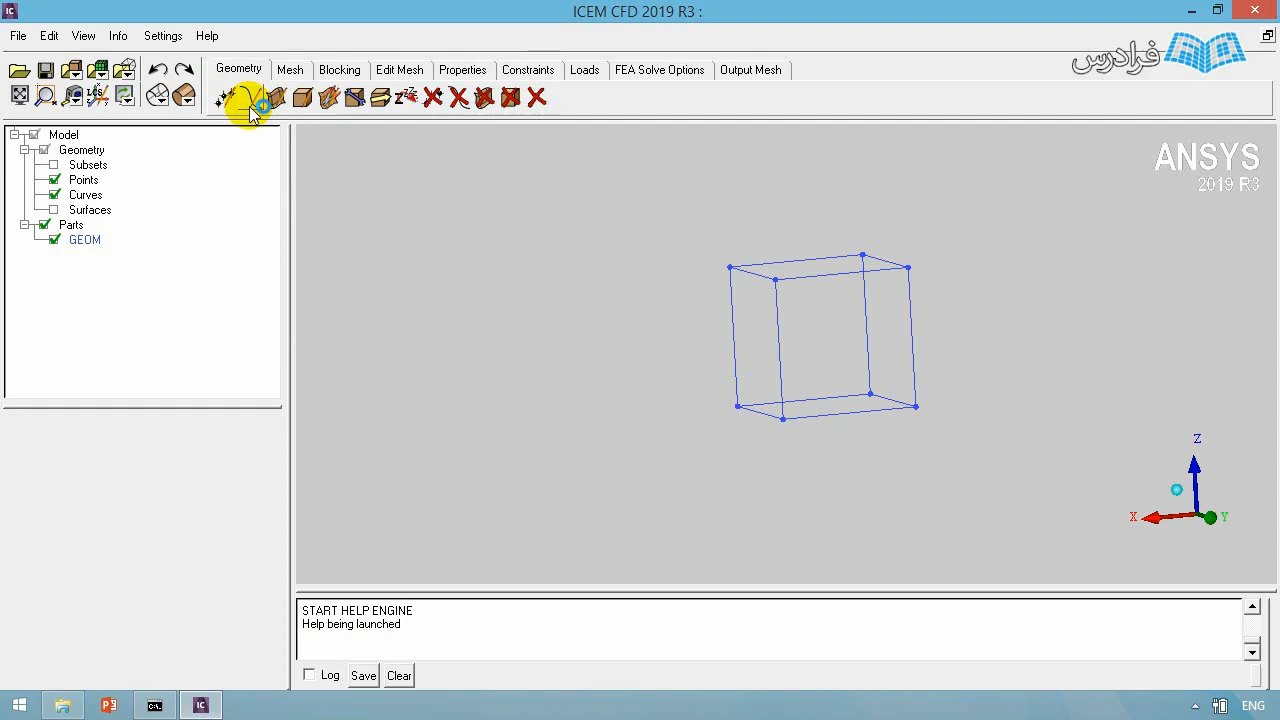 ICEM CFD 2019 R3 :
File Edit View Info Settings Help
فرادرس
Geometry Mesh Blocking Edit Mesh Properties Constraints Loads FEA Solve Options Output Mesh
Model
Geometry
Subsets
Points
Curves
Surfaces
Parts
GEOM
ANSYS
2019 R3
Z
X
Y
START HELP ENGINE
Help being launched
Log Save Clear
ENG